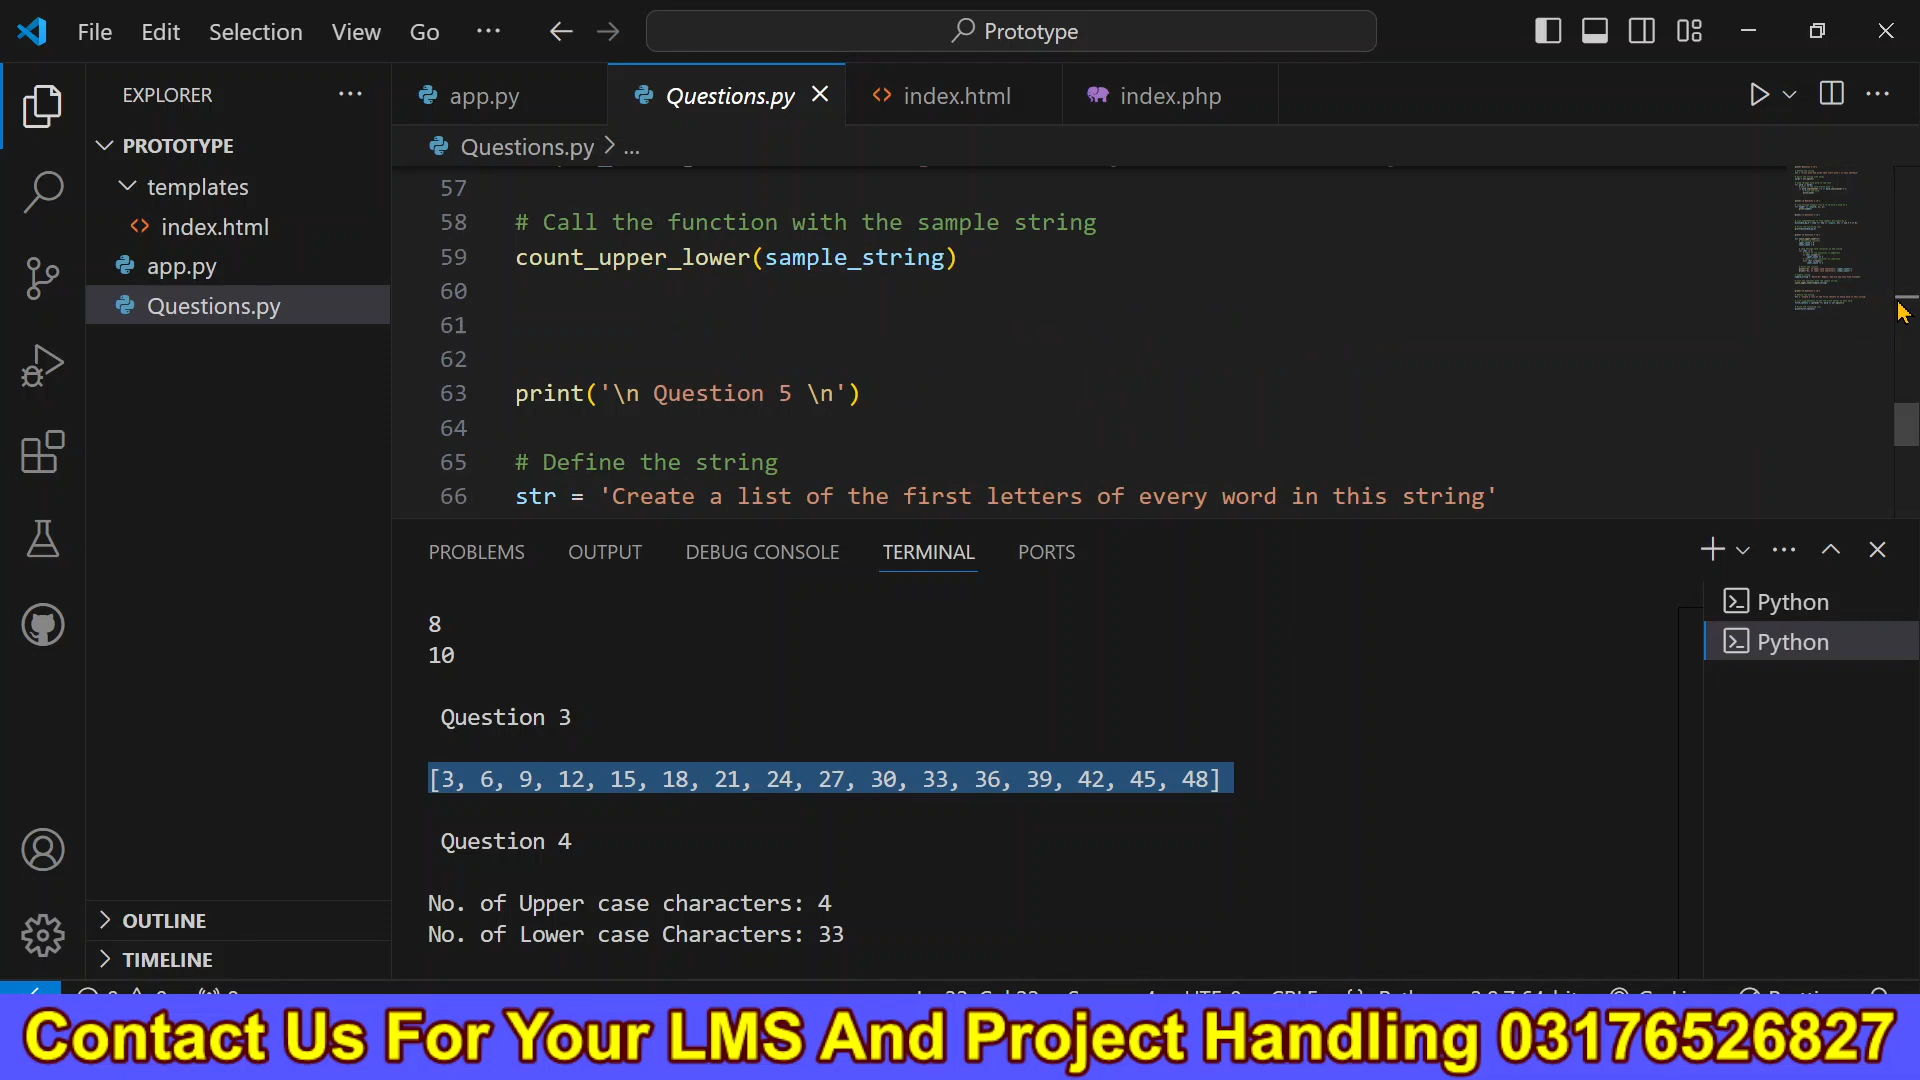 File Edit Selection View Go ··· Prototype
EXPLORER ···
PROTOTYPE
templates
index.html
app.py
Questions.py
OUTLINE
TIMELINE
app.py Questions.py index.html index.php
Questions.py > ...
57
58 # Call the function with the sample string
59 count_upper_lower(sample_string)
60
61
62
63 print('\n Question 5 \n')
64
65 # Define the string
66 str = 'Create a list of the first letters of every word in this string'
PROBLEMS OUTPUT DEBUG CONSOLE TERMINAL PORTS
Python
Python
8
10
Question 3
[3, 6, 9, 12, 15, 18, 21, 24, 27, 30, 33, 36, 39, 42, 45, 48]
Question 4
No. of Upper case characters: 4
No. of Lower case Characters: 33
Contact Us For Your LMS And Project Handling 03176526827